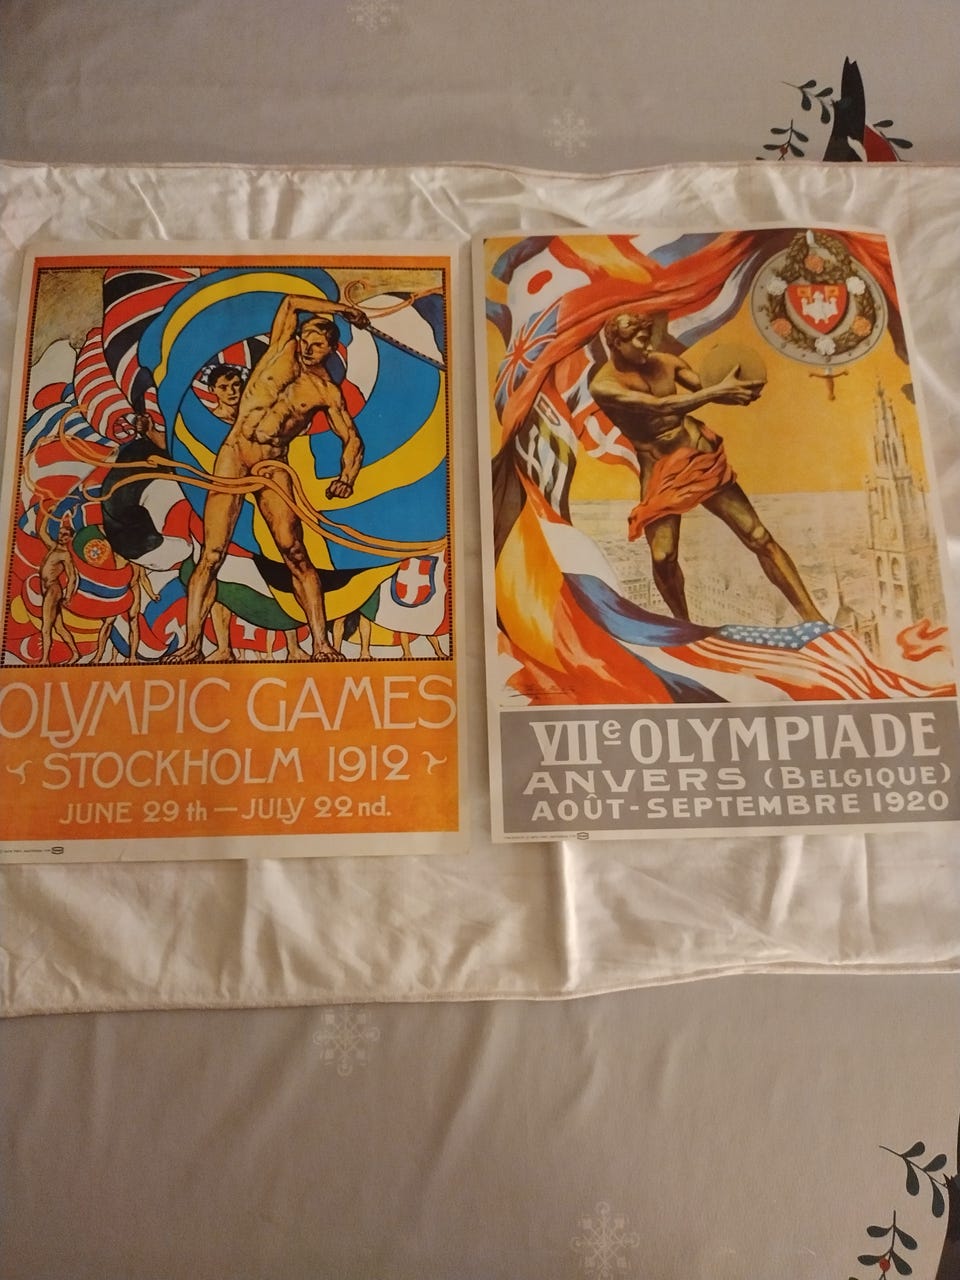 OLYMPIC GAMES
STOCKHOLM 1912
JUNE 29th — JULY 22nd.
VIIe OLYMPIADE
ANVERS (BELGIQUE)
AOÛT-SEPTEMBRE 1920